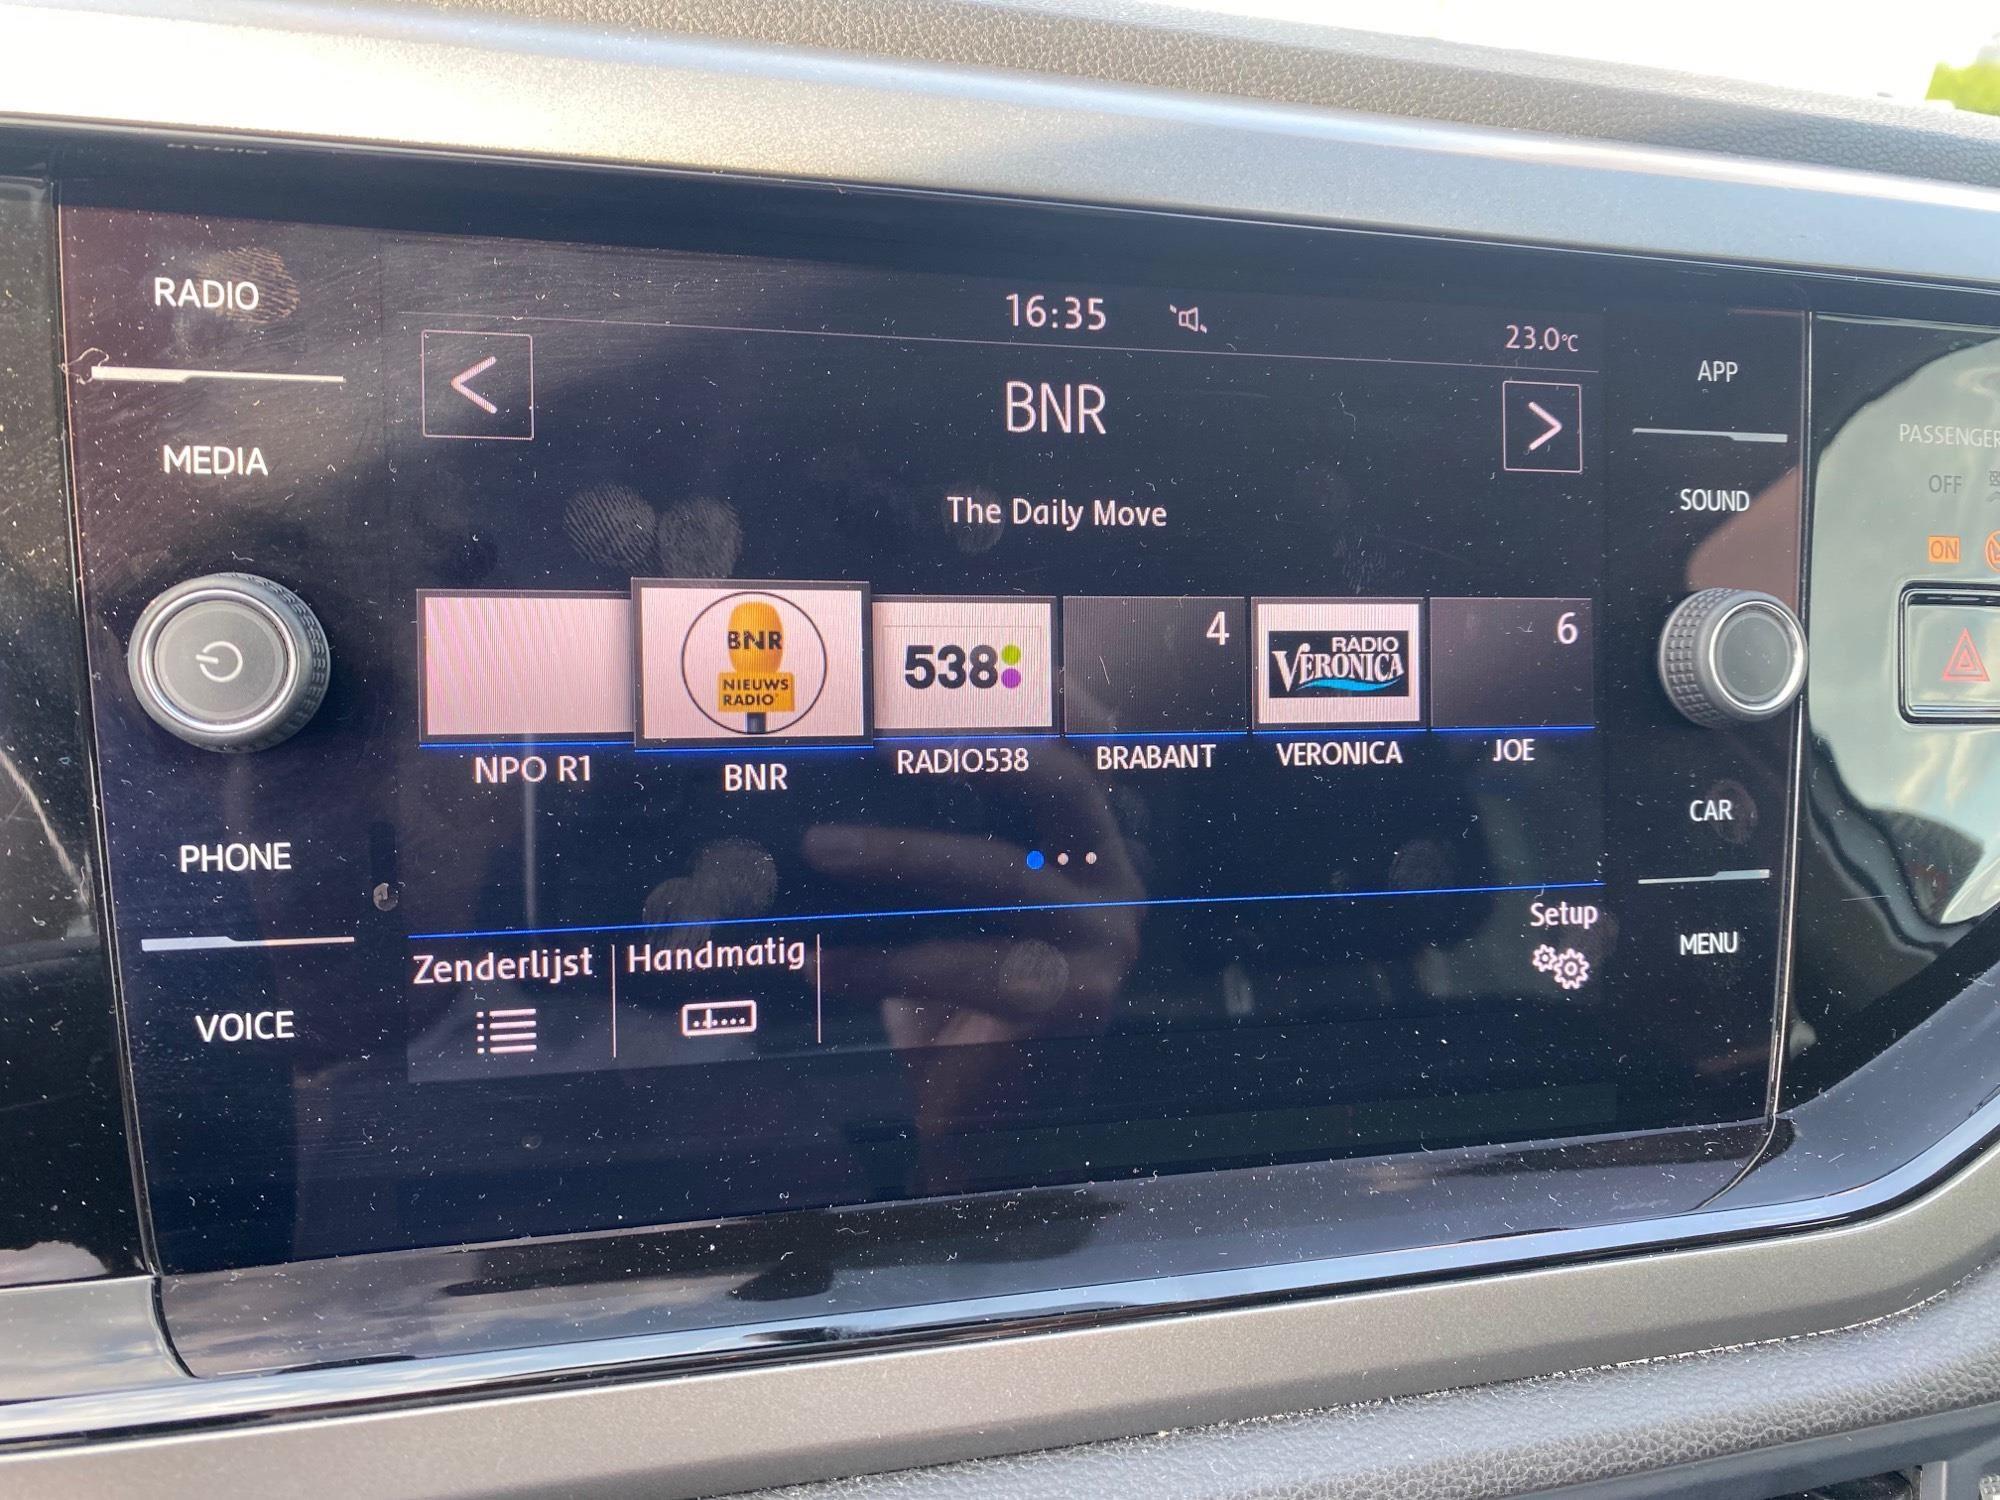 RADIO
MEDIA
PHONE
VOICE
16:35
23.0°C
BNR
The Daily Move
BNR
NIEUWS
RADIO
538
4
RADIO
VERONICA
6
NPO R1
BNR
RADIO538
BRABANT
VERONICA
JOE
Zenderlijst
Handmatig
Setup
APP
SOUND
CAR
MENU
PASSENGER
OFF
ON